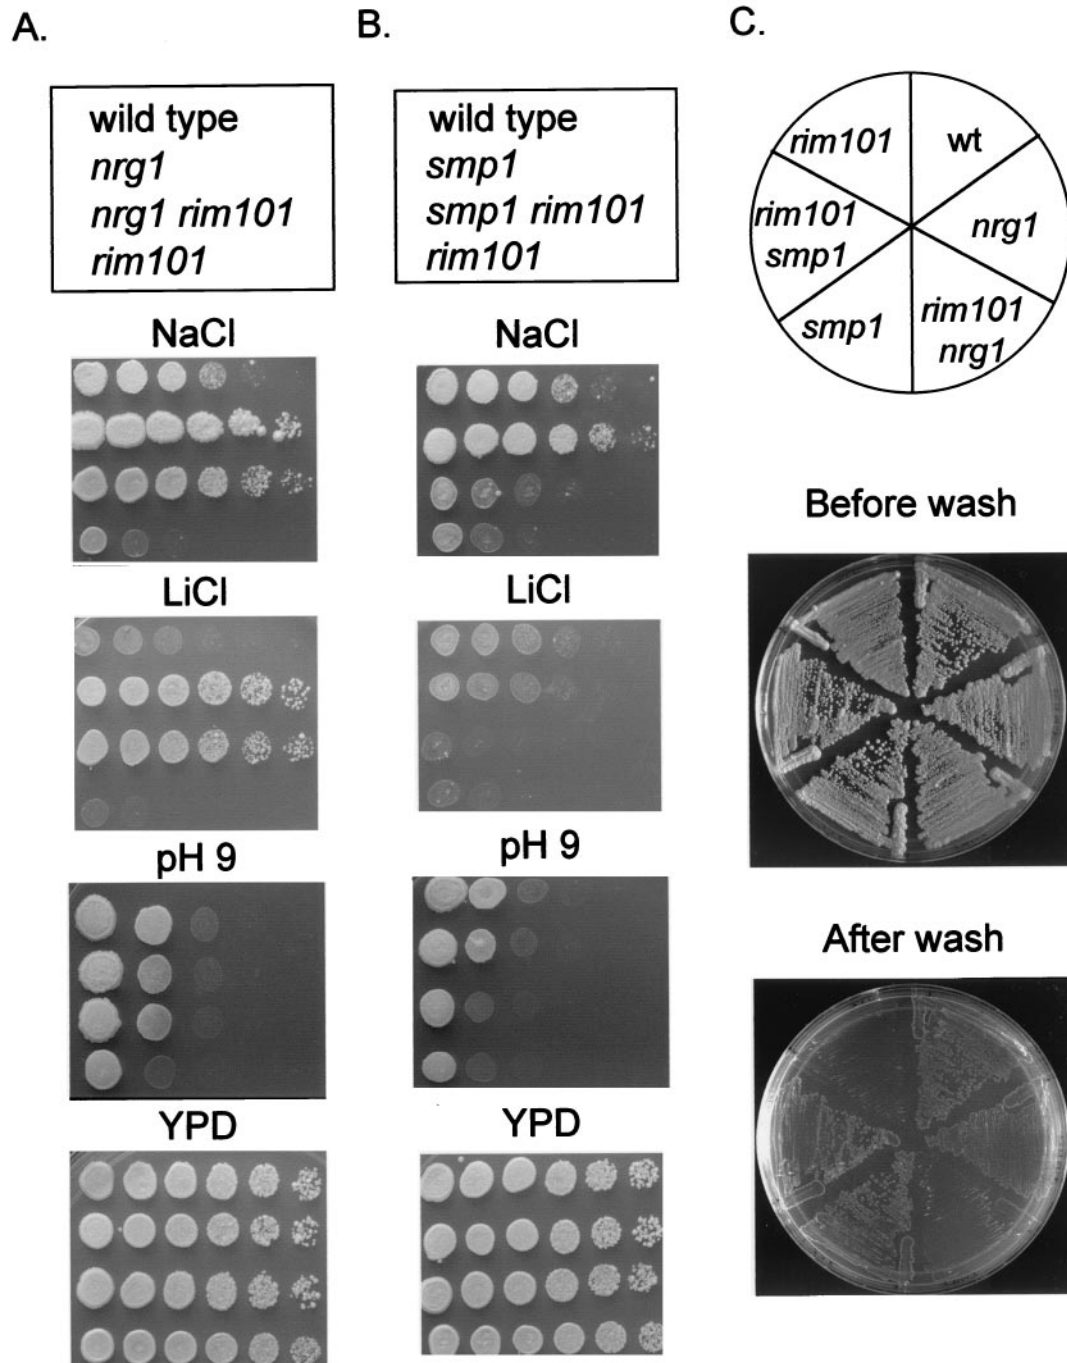 A.
wild type
nrg1
nrg1 rim101
rim101
NaCl
LiCl
pH 9
YPD
B.
wild type
smp1
smp1 rim101
rim101
NaCl
LiCl
pH 9
YPD
C.
rim101
wt
nrg1
rim101
nrg1
smp1
rim101
smp1
Before wash
After wash